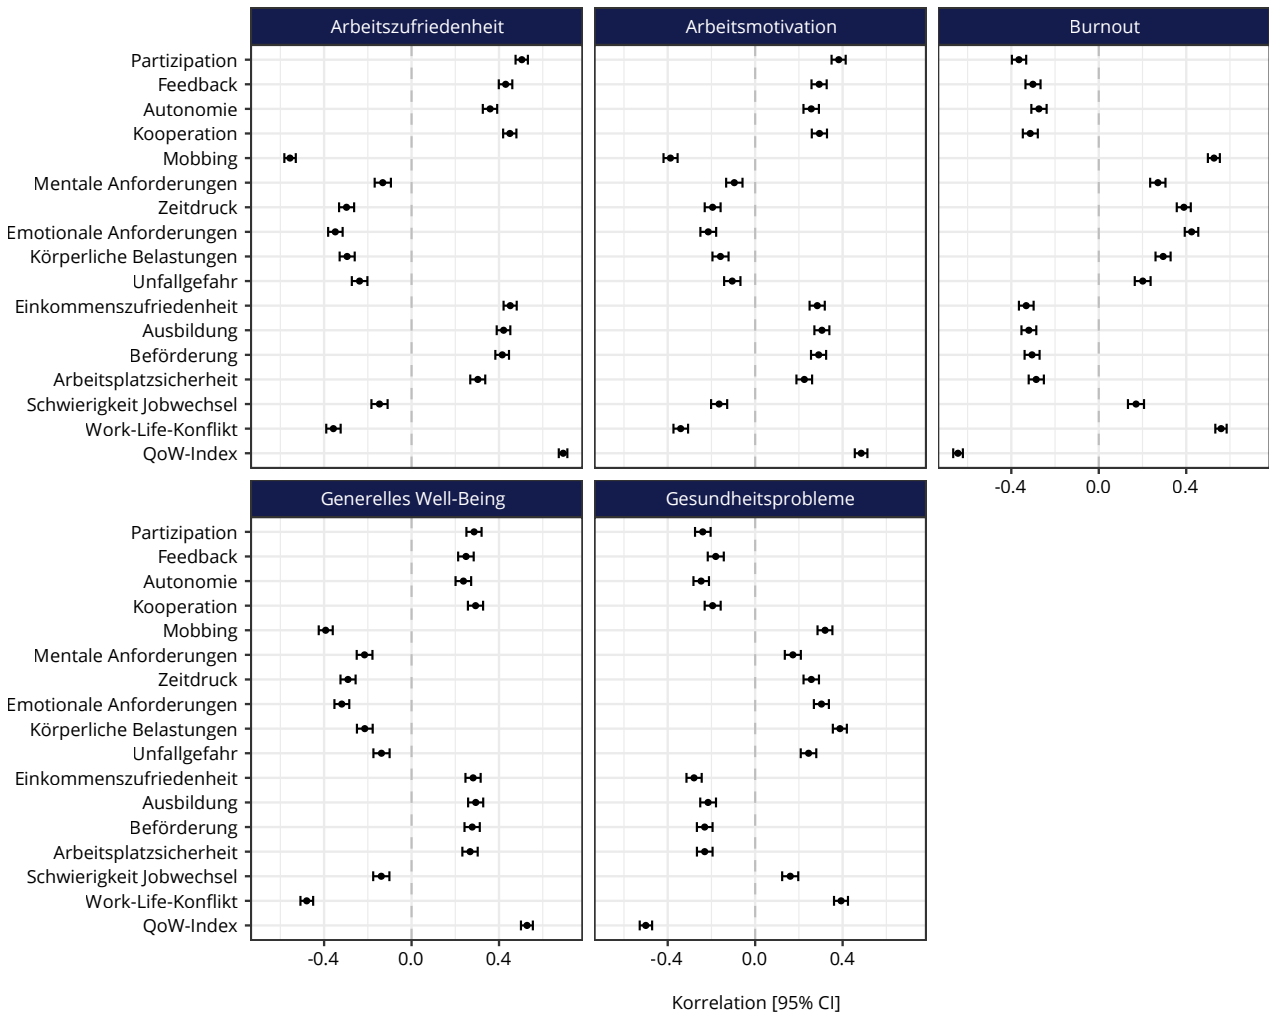 Arbeitszufriedenheit
Arbeitsmotivation
Burnout
Partizipation
Feedback
Autonomie
Kooperation
Mobbing
Mentale Anforderungen
Zeitdruck
Emotionale Anforderungen
Körperliche Belastungen
Unfallgefahr
Einkommenszufriedenheit
Ausbildung
Beförderung
Arbeitsplatzsicherheit
Schwierigkeit Jobwechsel
Work-Life-Konflikt
QoW-Index
-0.4 0.0 0.4
Generelles Well-Being
Gesundheitsprobleme
Partizipation
Feedback
Autonomie
Kooperation
Mobbing
Mentale Anforderungen
Zeitdruck
Emotionale Anforderungen
Körperliche Belastungen
Unfallgefahr
Einkommenszufriedenheit
Ausbildung
Beförderung
Arbeitsplatzsicherheit
Schwierigkeit Jobwechsel
Work-Life-Konflikt
QoW-Index
-0.4 0.0 0.4
-0.4 0.0 0.4
Korrelation [95% CI]